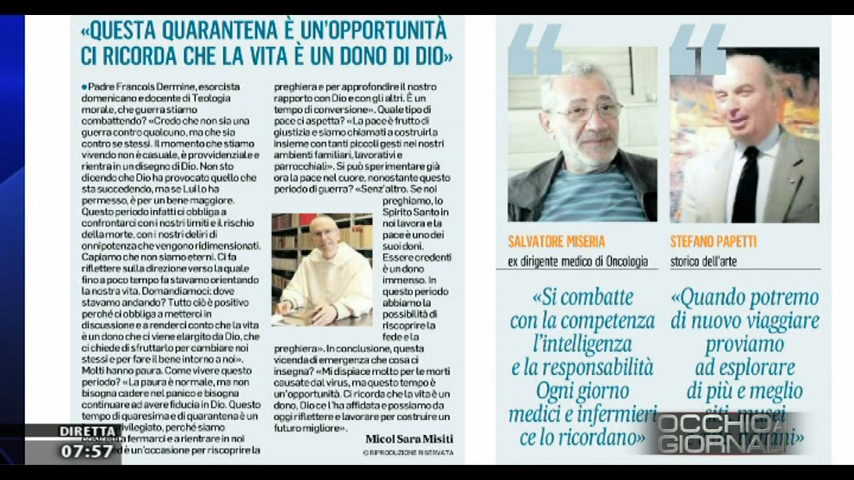 «QUESTA QUARANTENA È UN'OPPORTUNITÀ
CI RICORDA CHE LA VITA È UN DONO DI DIO»
Padre Francois Dermine, esorcista
domenicano e docente di Teologia
morale, che guerra stiamo
combattendo? «Credo che non sia una
guerra contro qualcuno, ma che sia
contro se stessi. Il momento che stiamo
vivendo non è casuale, è provvidenziale e
rientra in un disegno di Dio. Non sto
dicendo che Dio ha provocato quello che
sta succedendo, ma se Lui lo ha
permesso, è per un bene maggiore.
Questo periodo infatti ci obbliga a
confrontarci con i nostri limiti e il rischio
della morte, con i nostri deliri di
onnipotenza che vengono ridimensionati.
Capiamo che non siamo eterni. Ci fa
riflettere sulla direzione verso la quale
fino a poco tempo fa stavamo orientando
la nostra vita. Domandiamoci: dove
stavamo andando? Tutto ciò è positivo
perché ci obbliga a metterci in
discussione e a renderci conto che la vita
è un dono che ci viene elargito da Dio, che
ci chiede di sfruttarlo per cambiare noi
stessi e per fare il bene intorno a noi».
Molti hanno paura. Come vivere questo
periodo? «La paura è normale, ma non
bisogna cadere nel panico e bisogna
continuare ad avere fiducia in Dio. Questo
tempo di quaresima e di quarantena è un
privilegiato, perché siamo
fermarci e a rientrare in noi
è un'occasione per riscoprire la
preghiera e per approfondire il nostro
rapporto con Dio e con gli altri. È un
tempo di conversione». Quale tipo di
pace ci aspetta? «La pace è frutto di
giustizia e siamo chiamati a costruirla
insieme con tanti piccoli gesti nei nostri
ambienti familiari, lavorativi e
parrocchiali». Si può sperimentare già
ora la pace nel cuore, nonostante questo
periodo di guerra? «Senz'altro. Se noi
preghiamo, lo
Spirito Santo in
noi lavora e la
pace è uno dei
suoi doni.
Essere credenti
è un dono
immenso. In
questo periodo
abbiamo la
possibilità di
riscoprire la
fede e la
preghiera». In conclusione, questa
vicenda di emergenza che cosa ci
insegna? «Mi dispiace molto per le morti
causate dal virus, ma questo tempo è
un'opportunità. Ci ricorda che la vita è un
dono, Dio ce l'ha affidata e possiamo da
oggi riflettere e lavorare per costruire un
futuro migliore».
Micol Sara Misiti
© RIPRODUZIONE RISERVATA
SALVATORE MISERIA
ex dirigente medico di Oncologia
«Si combatte
con la competenza
l'intelligenza
e la responsabilità
Ogni giorno
medici e infermieri
ce lo ricordano»
STEFANO PAPETTI
storico dell'arte
«Quando potremo
di nuovo viaggiare
proviamo
ad esplorare
di più e meglio
siti, musei
DIRETTA
07:57
OCCHIO AI
GIORNALI